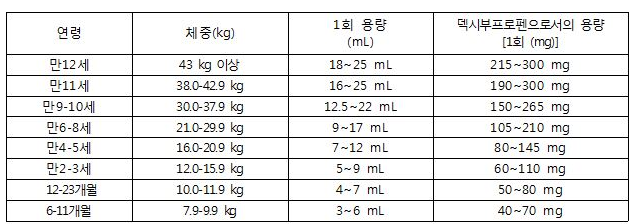 연령 체중(kg) 1회 용량 (mL) 덱시부프로펜으로서의 용량 [1회 (mg)]
만12세 43 kg 이상 18~25 mL 215~300 mg
만11세 38.0-42.9 kg 16~25 mL 190~300 mg
만9-10세 30.0-37.9 kg 12.5~22 mL 150~265 mg
만6-8세 21.0-29.9 kg 9~17 mL 105~210 mg
만4-5세 16.0-20.9 kg 7~12 mL 80~145 mg
만2-3세 12.0-15.9 kg 5~9 mL 60~110 mg
12-23개월 10.0-11.9 kg 4~7 mL 50~80 mg
6-11개월 7.9-9.9 kg 3~6 mL 40~70 mg